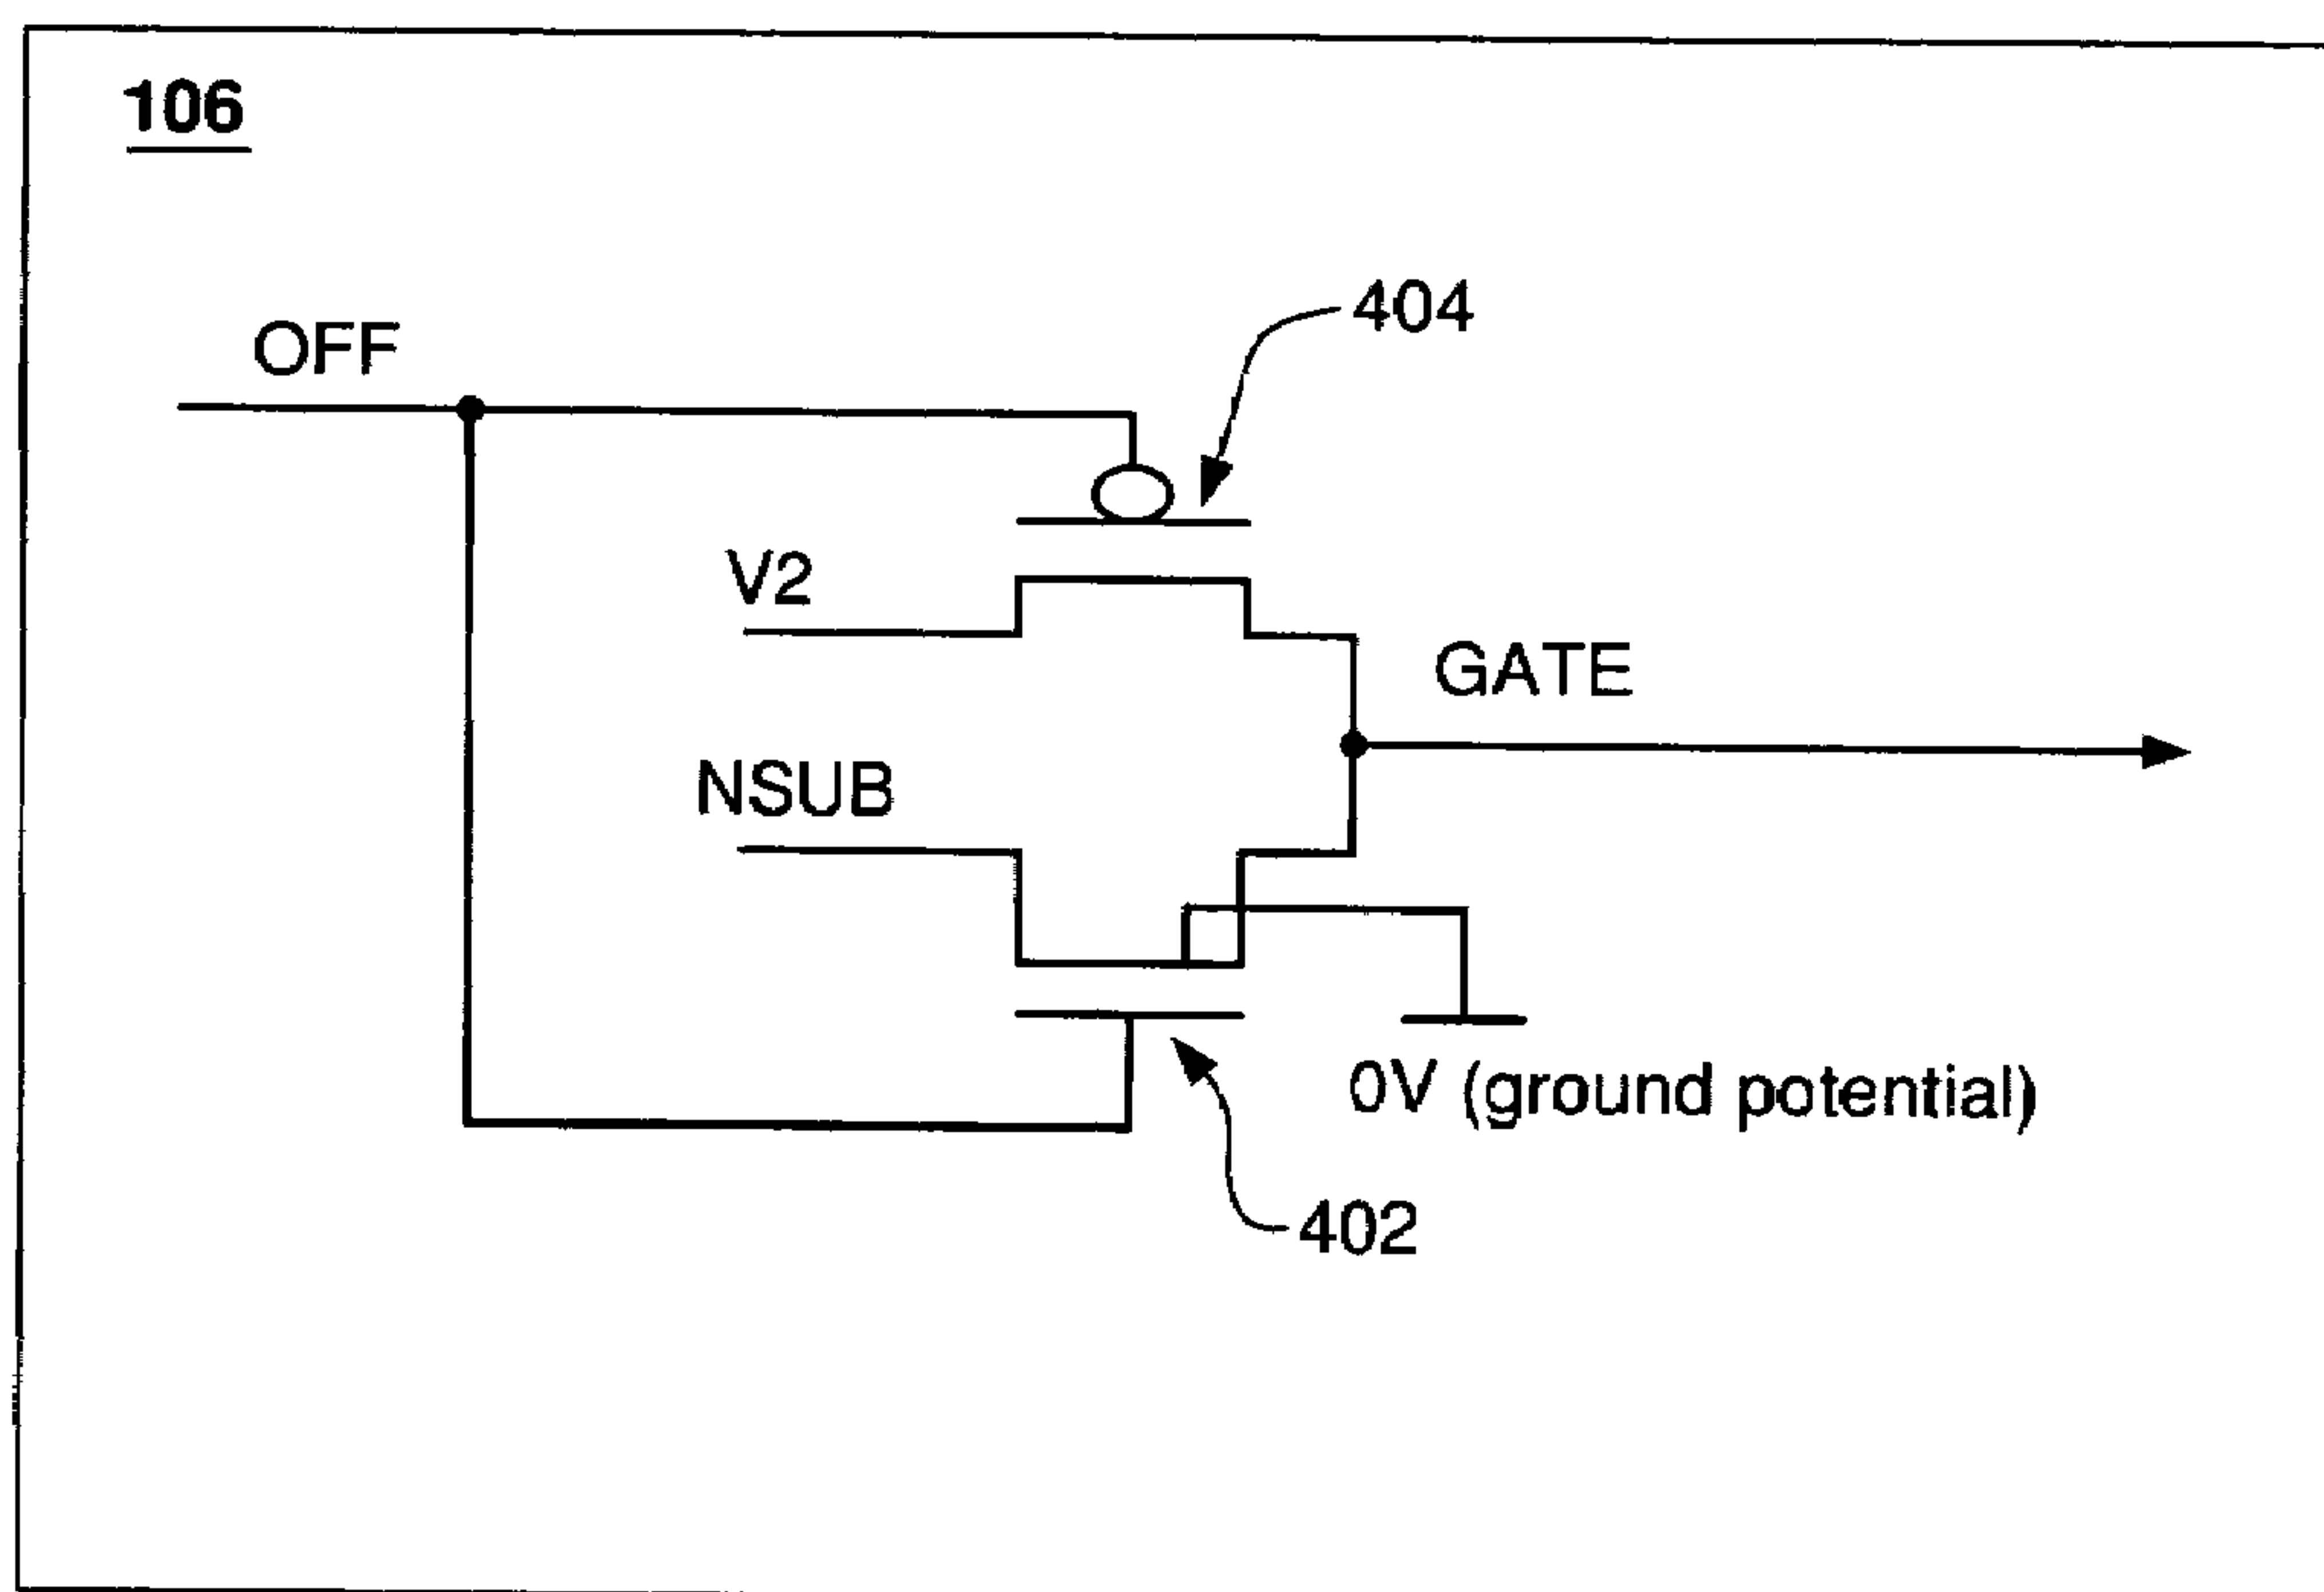 106
OFF
404
V2
GATE
NSUB
0V (ground potential)
402